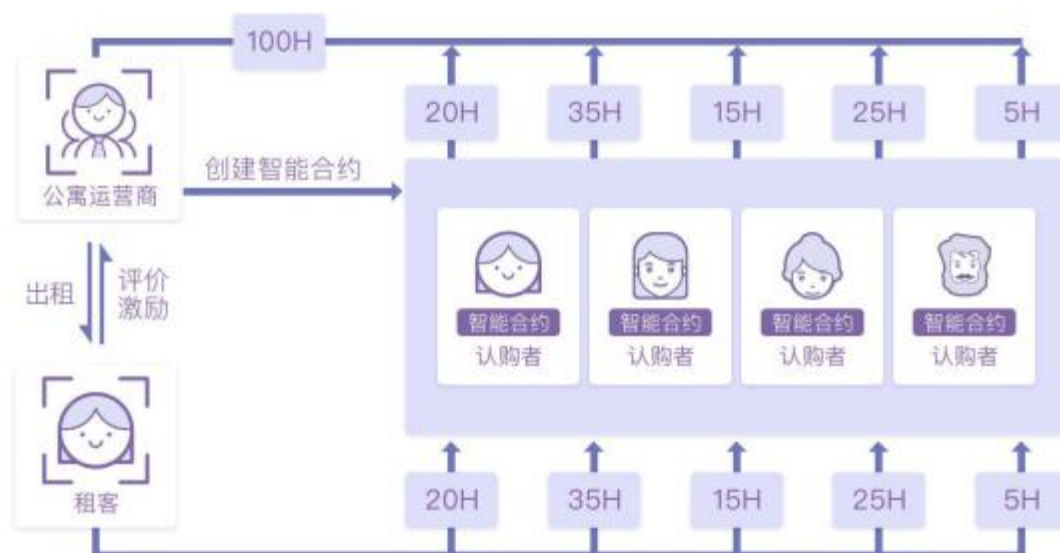 100H
20H
35H
15H
25H
5H
公寓运营商
创建智能合约
出租
评价
激励
智能合约
认购者
智能合约
认购者
智能合约
认购者
智能合约
认购者
租客
20H
35H
15H
25H
5H